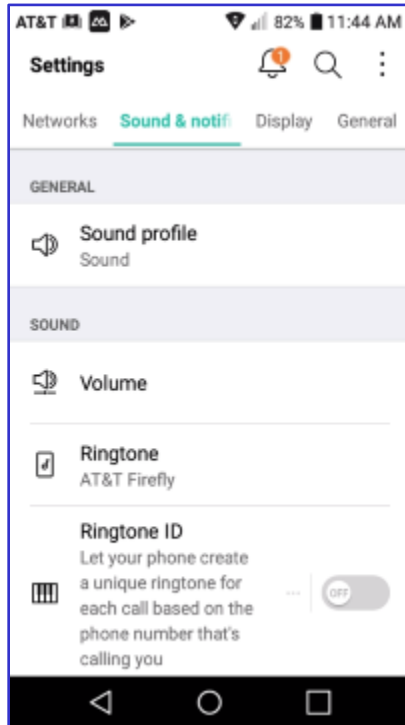 AT&T 82% 11:44 AM
Settings 1
Networks Sound & notifi Display General
GENERAL
Sound profile
Sound
SOUND
Volume
Ringtone
AT&T Firefly
Ringtone ID
Let your phone create
a unique ringtone for
each call based on the
phone number that's
calling you
... OFF